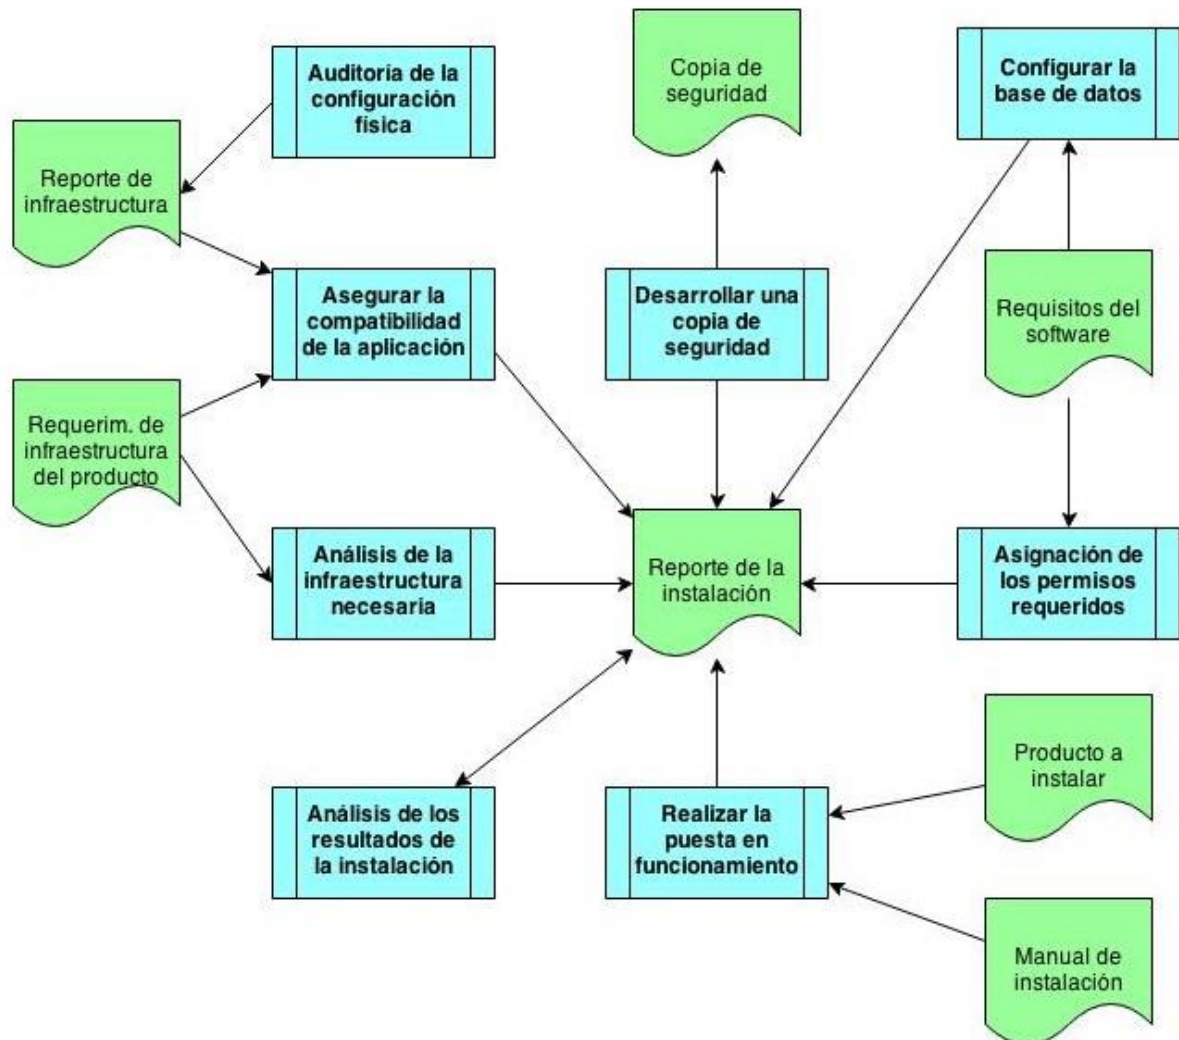 Auditoría de la
configuración
física
Copia de
seguridad
Configurar la
base de datos
Reporte de
infraestructura
Asegurar la
compatibilidad
de la aplicación
Desarrollar una
copia de
seguridad
Requisitos del
software
Requerim. de
infraestructura
del producto
Análisis de la
infraestructura
necesaria
Reporte de la
instalación
Asignación de
los permisos
requeridos
Producto a
instalar
Análisis de los
resultados de
la instalación
Realizar la
puesta en
funcionamiento
Manual de
instalación